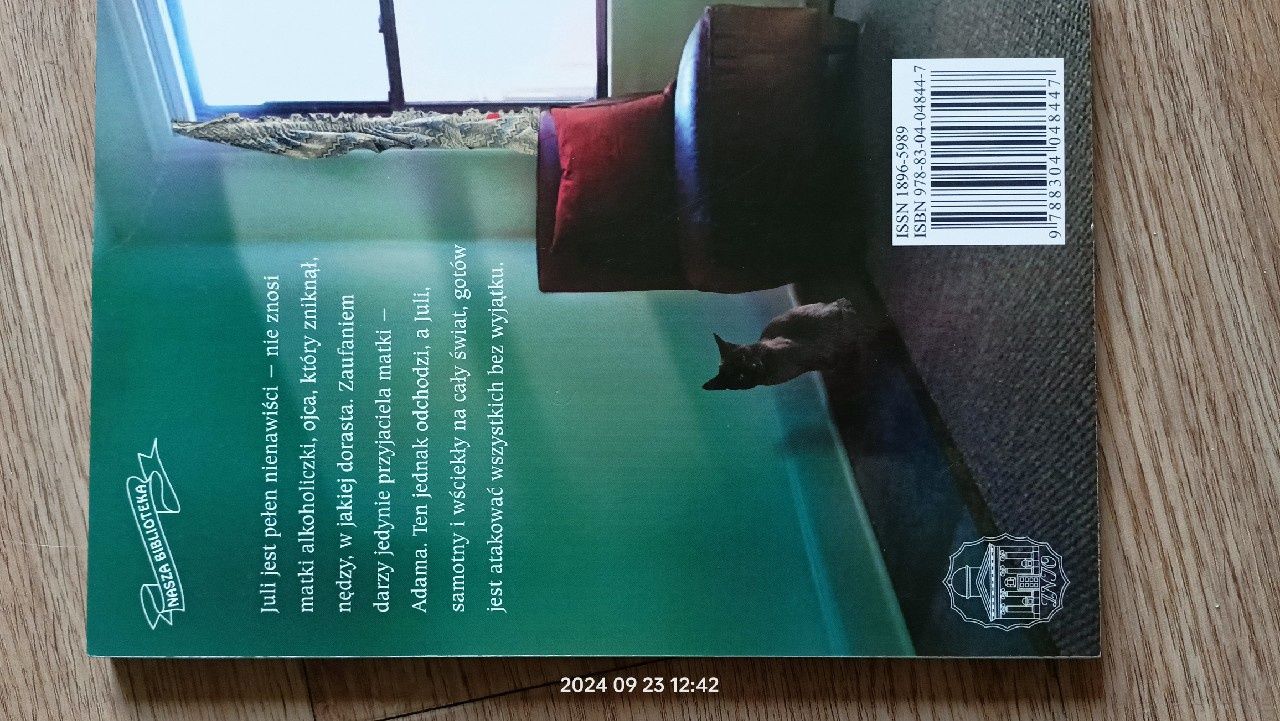 NASZA BIBLIOTEKA
Juli jest pełen nienawiści – nie znosi
matki alkoholiczki, ojca, który zniknął,
nędzy, w jakiej dorasta. Zaufaniem
darzy jedynie przyjaciela matki –
Adama. Ten jednak odchodzi, a Juli,
samotny i wściekły na cały świat, gotów
jest atakować wszystkich bez wyjątku.
ISSN 1896-5989
ISBN 978-83-04-04844-7
9 788304 048447
2024 09 23 12:42